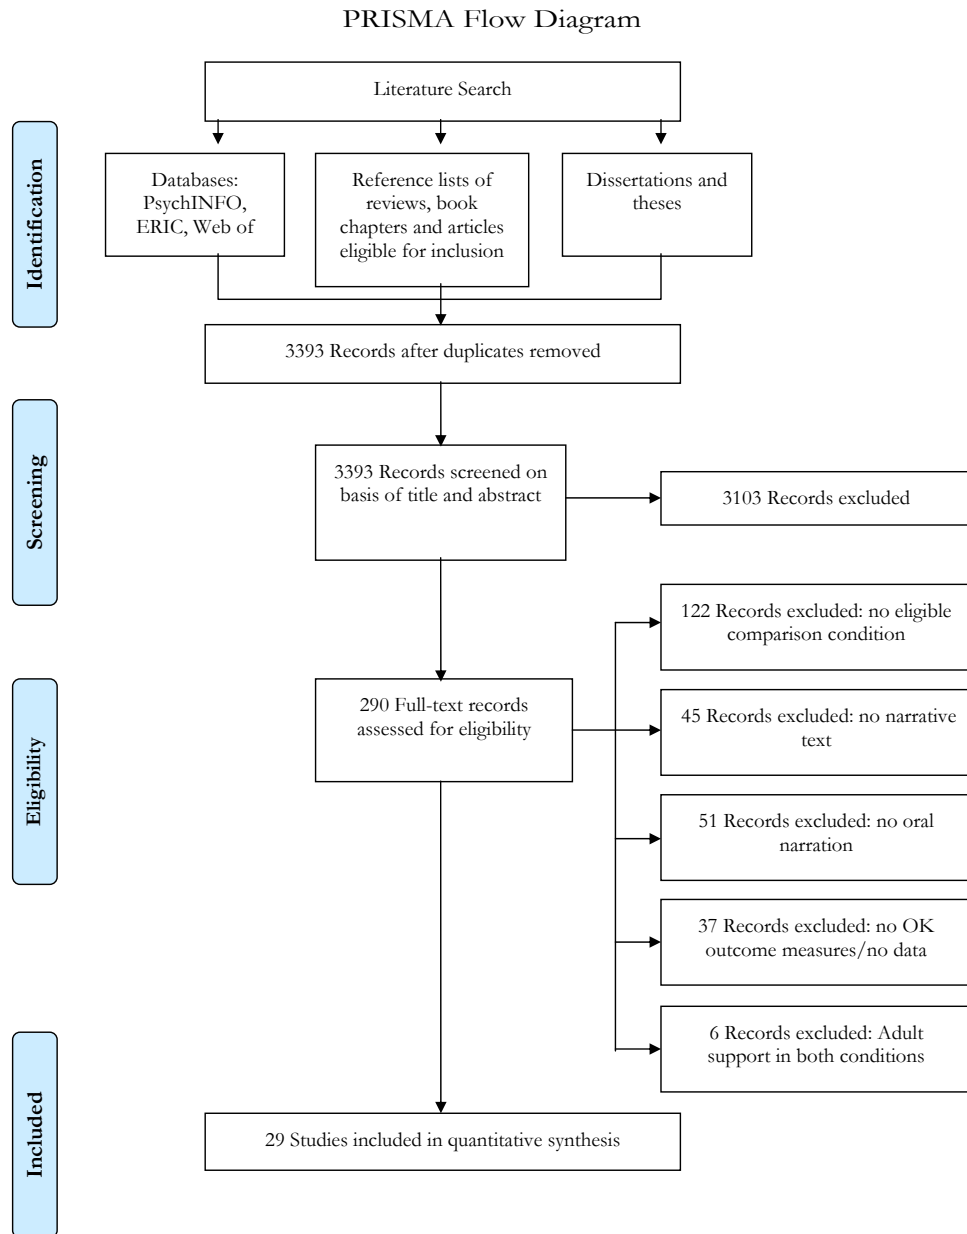 PRISMA Flow Diagram
Literature Search
Identification
Databases:
PsychINFO,
ERIC, Web of
Reference lists of
reviews, book
chapters and articles
eligible for inclusion
Dissertations and
theses
3393 Records after duplicates removed
Screening
3393 Records screened on
basis of title and abstract
3103 Records excluded
Eligibility
290 Full-text records
assessed for eligibility
122 Records excluded: no eligible
comparison condition
45 Records excluded: no narrative
text
51 Records excluded: no oral
narration
37 Records excluded: no OK
outcome measures/no data
6 Records excluded: Adult
support in both conditions
Included
29 Studies included in quantitative synthesis